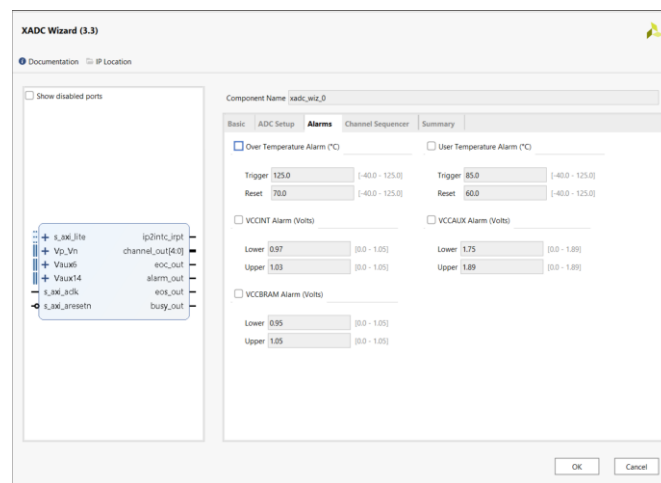 XADC Wizard (3.3)
Documentation IP Location
Show disabled ports
s_axi_lite
Vp_Vn
Vaux6
Vaux14
s_axi_aclk
s_axi_aresetn
ip2intc_irpt
channel_out[4:0]
eoc_out
alarm_out
eos_out
busy_out
Component Name xadc_wiz_0
Basic ADC Setup Alarms Channel Sequencer Summary
Over Temperature Alarm (°C)
Trigger 125.0 [-40.0 - 125.0]
Reset 70.0 [-40.0 - 125.0]
User Temperature Alarm (°C)
Trigger 85.0 [-40.0 - 125.0]
Reset 60.0 [-40.0 - 125.0]
VCCINT Alarm (Volts)
Lower 0.97 [0.0 - 1.05]
Upper 1.03 [0.0 - 1.05]
VCCAUX Alarm (Volts)
Lower 1.75 [0.0 - 1.89]
Upper 1.89 [0.0 - 1.89]
VCCBRAM Alarm (Volts)
Lower 0.95 [0.0 - 1.05]
Upper 1.05 [0.0 - 1.05]
OK Cancel